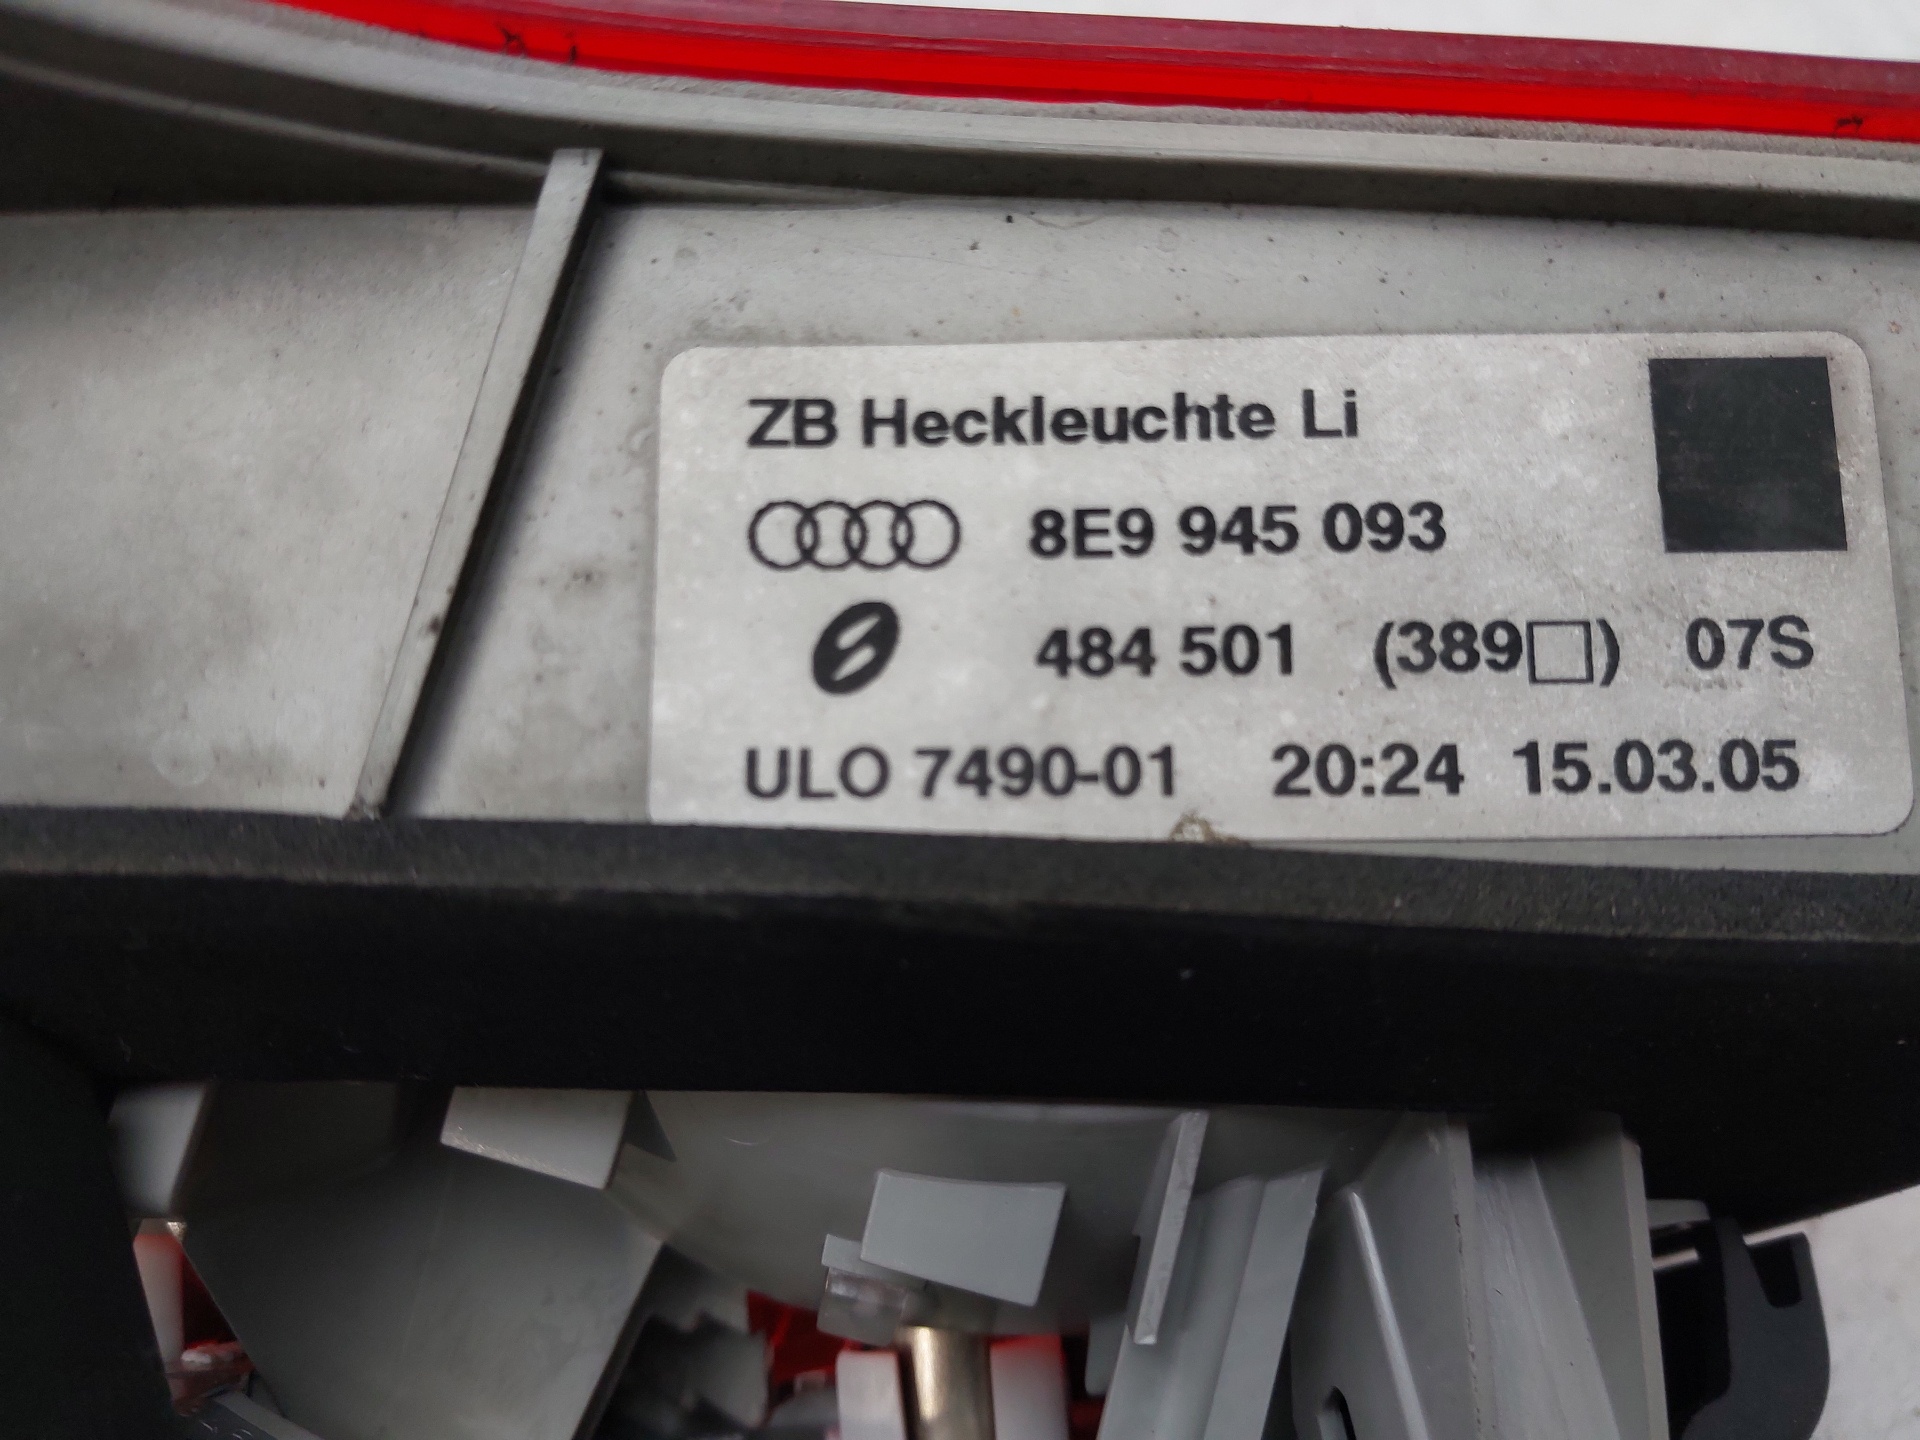 ZB Heckleuchte Li
8E9 945 093
484 501 (389□) 07S
ULO 7490-01 20:24 15.03.05